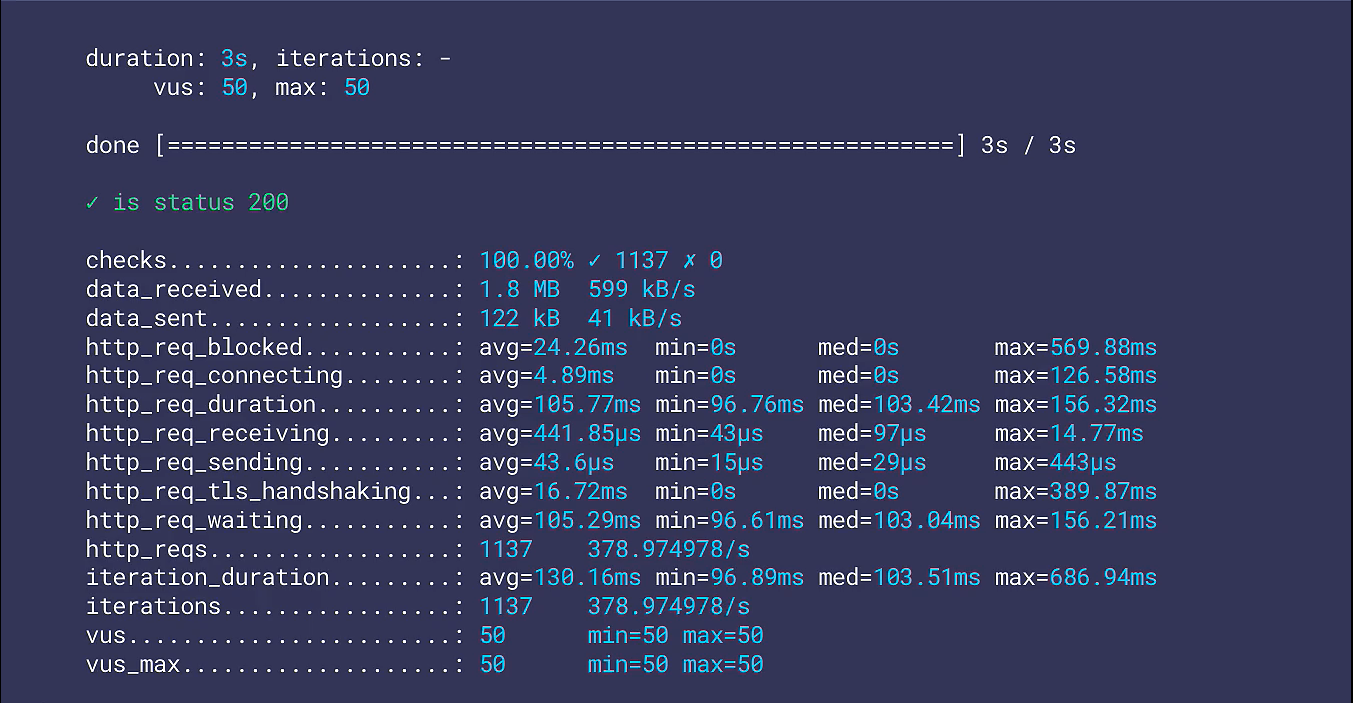 duration: 3s, iterations: -
vus: 50, max: 50
done [==========================================================] 3s / 3s
✓ is status 200
checks.....................: 100.00% ✓ 1137 ✗ 0
data_received..............: 1.8 MB 599 kB/s
data_sent..................: 122 kB 41 kB/s
http_req_blocked...........: avg=24.26ms min=0s med=0s max=569.88ms
http_req_connecting........: avg=4.89ms min=0s med=0s max=126.58ms
http_req_duration..........: avg=105.77ms min=96.76ms med=103.42ms max=156.32ms
http_req_receiving.........: avg=441.85µs min=43µs med=97µs max=14.77ms
http_req_sending...........: avg=43.6µs min=15µs med=29µs max=443µs
http_req_tls_handshaking...: avg=16.72ms min=0s med=0s max=389.87ms
http_req_waiting...........: avg=105.29ms min=96.61ms med=103.04ms max=156.21ms
http_reqs..................: 1137 378.974978/s
iteration_duration.........: avg=130.16ms min=96.89ms med=103.51ms max=686.94ms
iterations.................: 1137 378.974978/s
vus........................: 50 min=50 max=50
vus_max....................: 50 min=50 max=50